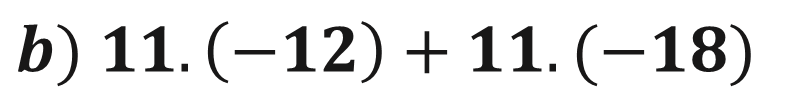 b) 11. (−12) + 11. (−18)